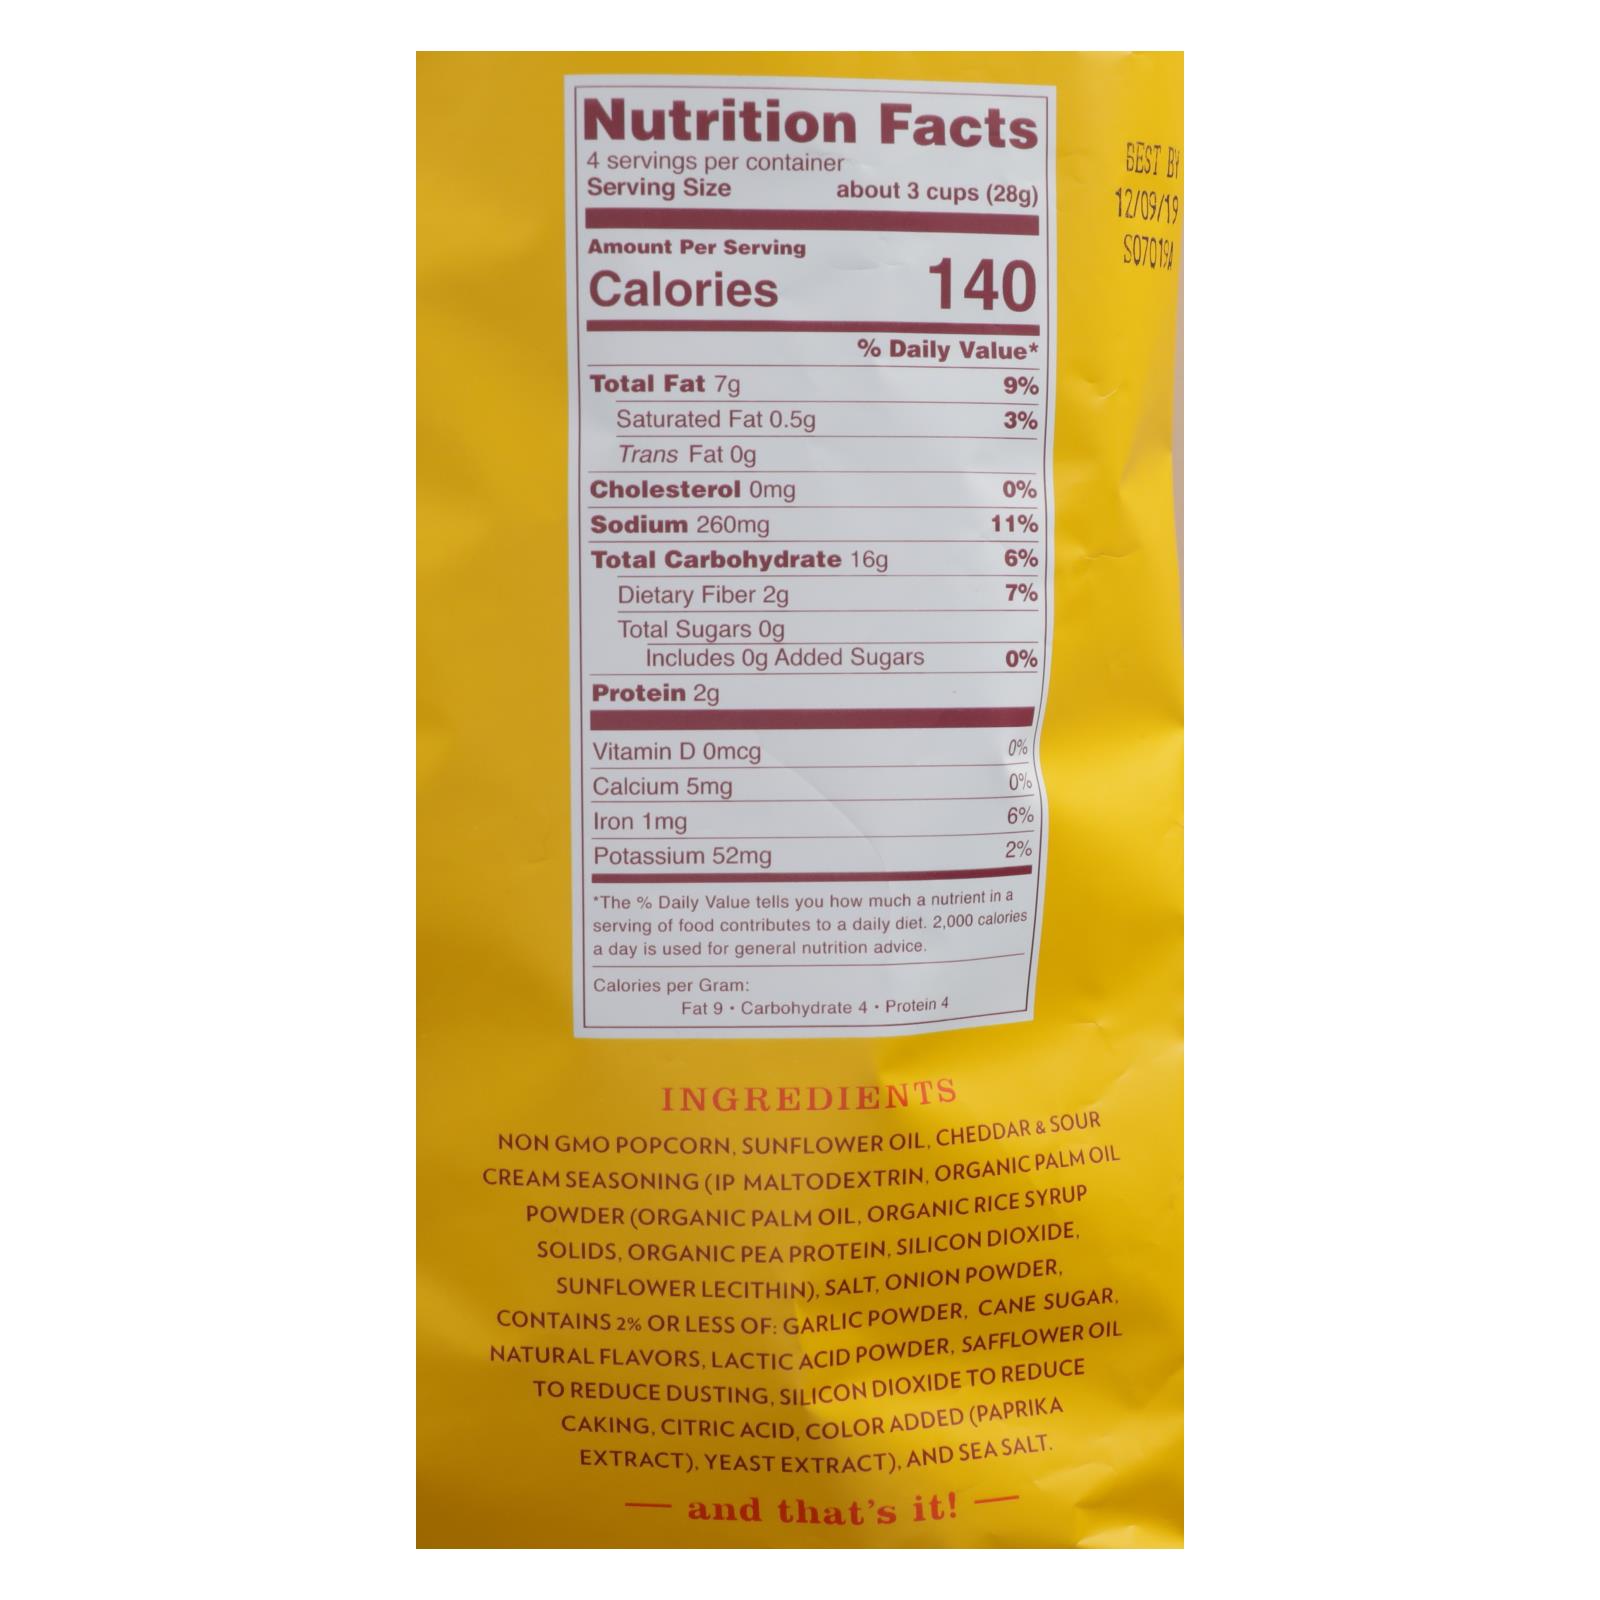 Nutrition Facts
4 servings per container
Serving Size about 3 cups (28g)
Amount Per Serving
Calories 140
% Daily Value*
Total Fat 7g 9%
Saturated Fat 0.5g 3%
Trans Fat 0g
Cholesterol 0mg 0%
Sodium 260mg 11%
Total Carbohydrate 16g 6%
Dietary Fiber 2g 7%
Total Sugars 0g
Includes 0g Added Sugars 0%
Protein 2g
Vitamin D 0mcg 0%
Calcium 5mg 0%
Iron 1mg 6%
Potassium 52mg 2%
*The % Daily Value tells you how much a nutrient in a
serving of food contributes to a daily diet. 2,000 calories
a day is used for general nutrition advice.
Calories per Gram:
Fat 9 • Carbohydrate 4 • Protein 4
BEST BY
12/09/19
S07019A
INGREDIENTS
NON GMO POPCORN, SUNFLOWER OIL, CHEDDAR & SOUR
CREAM SEASONING (IP MALTODEXTRIN, ORGANIC PALM OIL
POWDER (ORGANIC PALM OIL, ORGANIC RICE SYRUP
SOLIDS, ORGANIC PEA PROTEIN, SILICON DIOXIDE,
SUNFLOWER LECITHIN), SALT, ONION POWDER,
CONTAINS 2% OR LESS OF: GARLIC POWDER, CANE SUGAR,
NATURAL FLAVORS, LACTIC ACID POWDER, SAFFLOWER OIL
TO REDUCE DUSTING, SILICON DIOXIDE TO REDUCE
CAKING, CITRIC ACID, COLOR ADDED (PAPRIKA
EXTRACT), YEAST EXTRACT), AND SEA SALT.
— and that's it! —